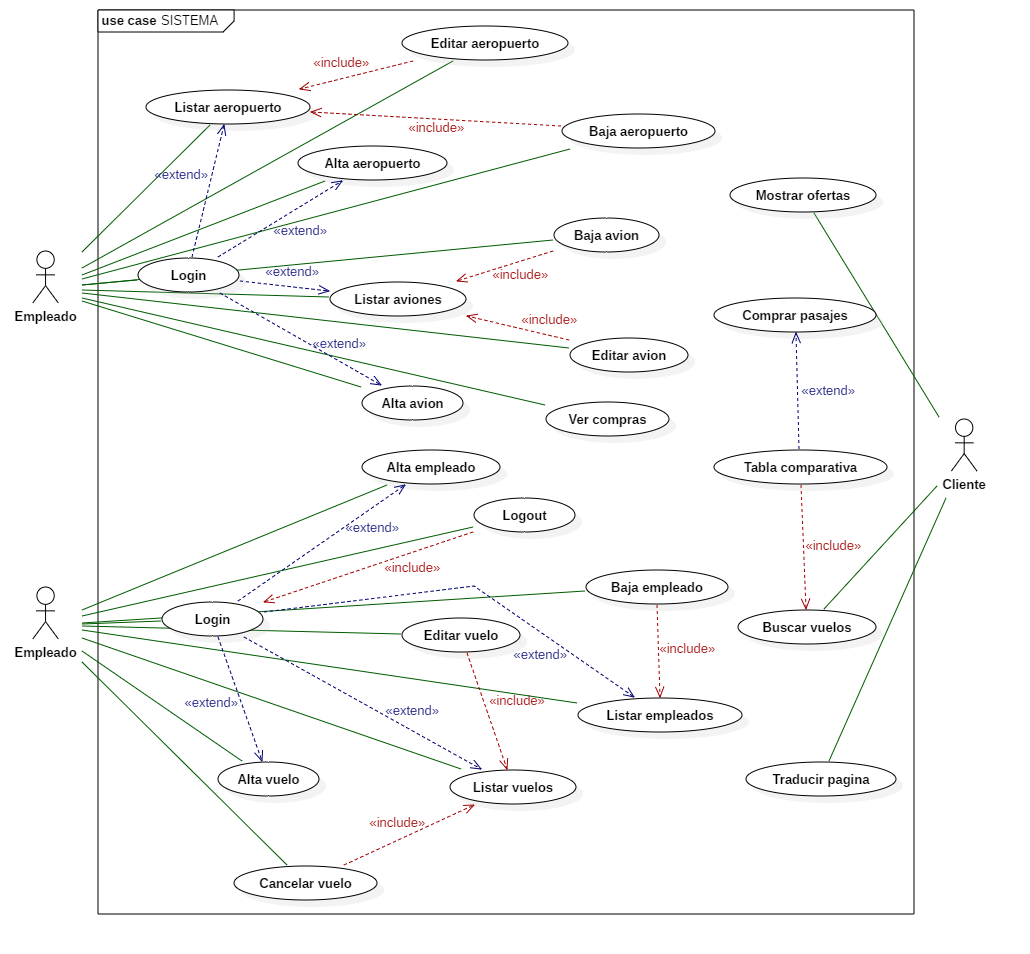 use case SISTEMA
Editar aeropuerto
«include»
Listar aeropuerto
«include»
Baja aeropuerto
Alta aeropuerto
«extend»
Mostrar ofertas
«extend»
Baja avion
Login
«extend»
«include»
Listar aviones
Empleado
Comprar pasajes
«include»
«extend»
Editar avion
«extend»
Alta avion
Ver compras
Alta empleado
Tabla comparativa
Cliente
Logout
«extend»
«include»
«include»
Baja empleado
Login
Editar vuelo
Buscar vuelos
Empleado
«extend»
«include»
«extend»
«include»
«extend»
Listar empleados
Alta vuelo
Listar vuelos
Traducir pagina
«include»
Cancelar vuelo